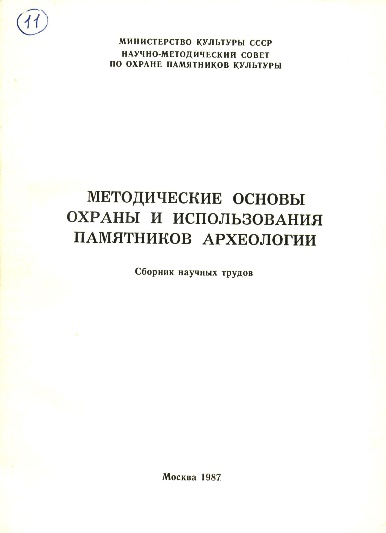 11
МИНИСТЕРСТВО КУЛЬТУРЫ СССР
НАУЧНО-МЕТОДИЧЕСКИЙ СОВЕТ
ПО ОХРАНЕ ПАМЯТНИКОВ КУЛЬТУРЫ
МЕТОДИЧЕСКИЕ ОСНОВЫ
ОХРАНЫ И ИСПОЛЬЗОВАНИЯ
ПАМЯТНИКОВ АРХЕОЛОГИИ
Сборник научных трудов
Москва 1987